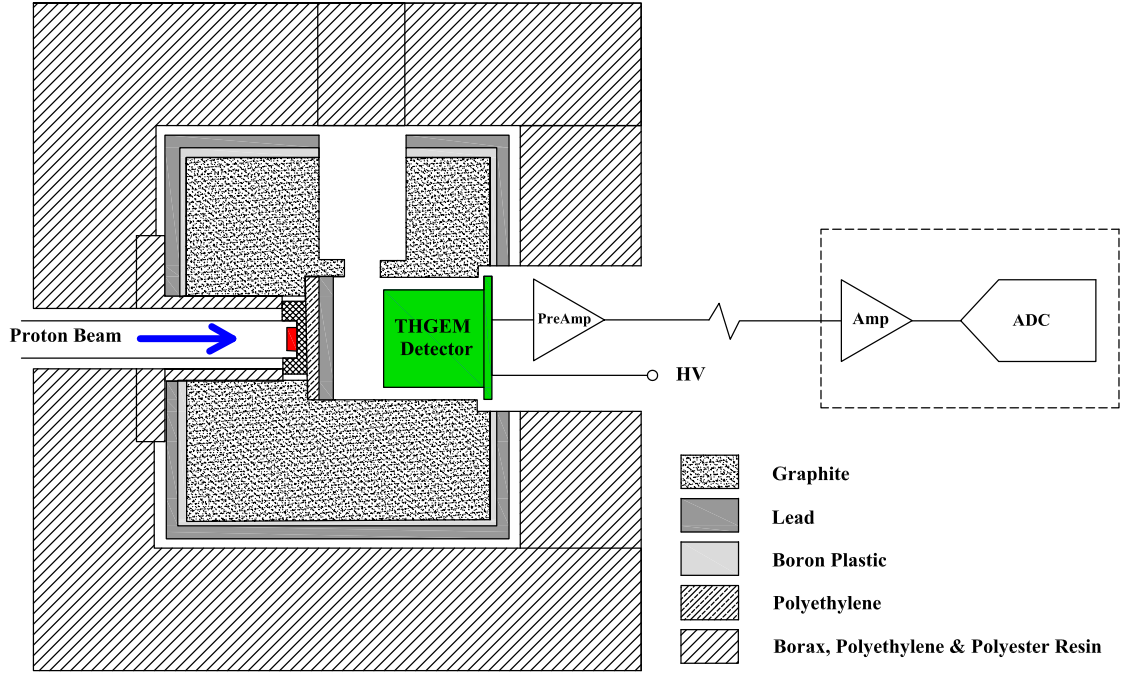 Proton Beam
THGEM
Detector
PreAmp
Amp
ADC
HV
Graphite
Lead
Boron Plastic
Polyethylene
Borax, Polyethylene & Polyester Resin